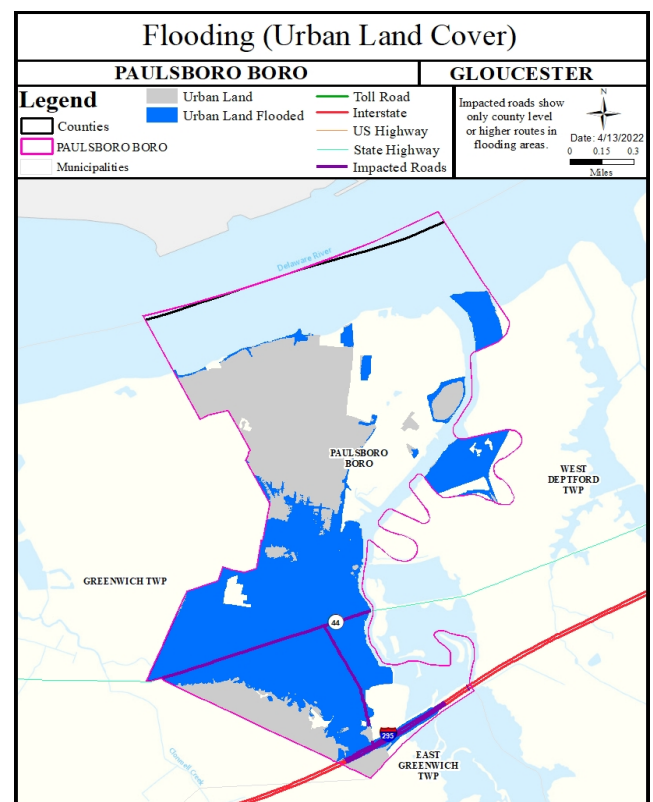 Flooding (Urban Land Cover)
PAULSBORO BORO
GLOUCESTER
Legend
Counties
PAULSBORO BORO
Municipalities
Urban Land
Urban Land Flooded
Toll Road
Interstate
US Highway
State Highway
Impacted Roads
Impacted roads show
only county level
or higher routes in
flooding areas.
N
Date: 4/13/2022
0 0.15 0.3
Miles
Delaware River
PAULSBORO
BORO
WEST
DEPTFORD
TWP
GREENWICH TWP
44
295
EAST
GREENWICH
TWP